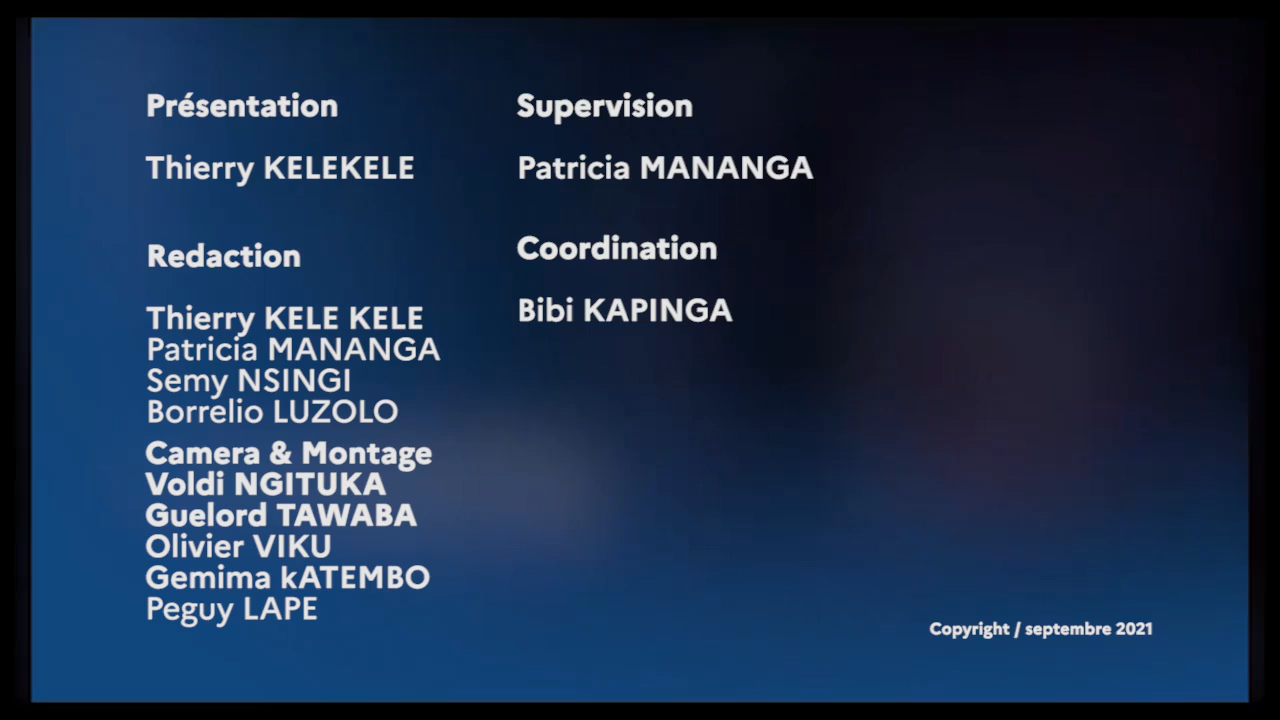 Présentation
Thierry KELEKELE
Redaction
Thierry KELE KELE
Patricia MANANGA
Semy NSINGI
Borrelio LUZOLO
Camera & Montage
Voldi NGITUKA
Guelord TAWABA
Olivier VIKU
Gemima kATEMBO
Peguy LAPE
Supervision
Patricia MANANGA
Coordination
Bibi KAPINGA
Copyright / septembre 2021